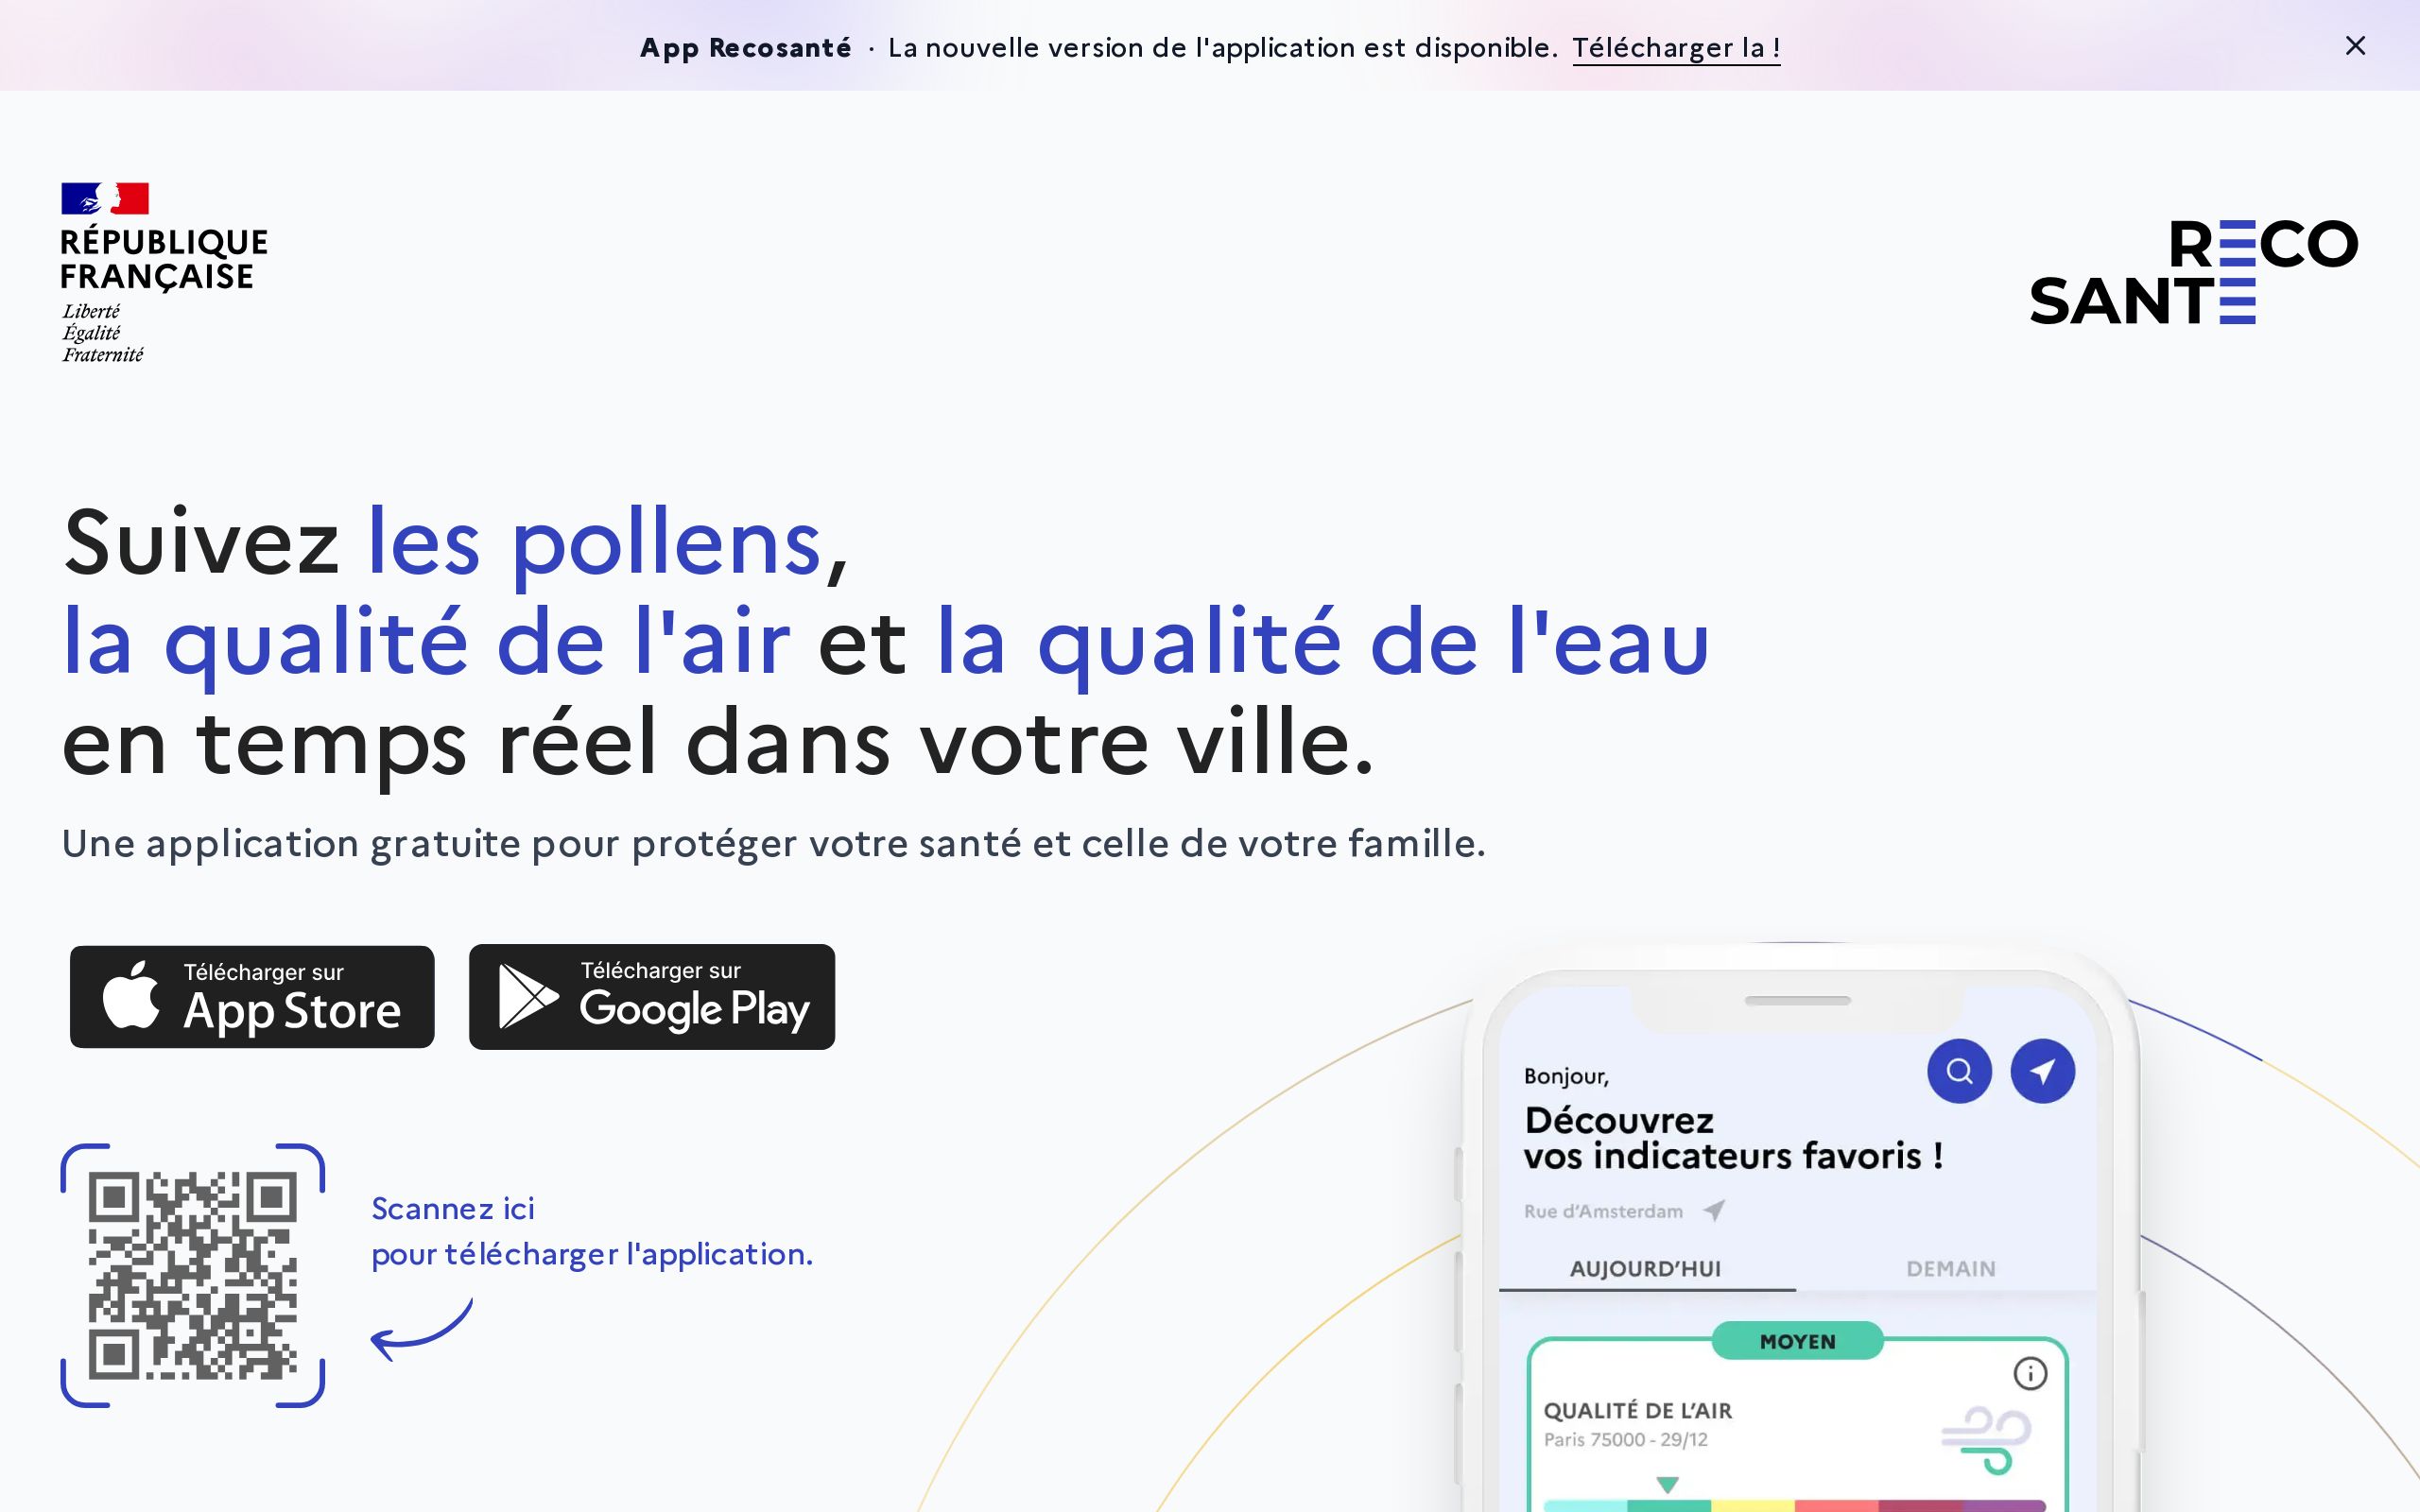 App Recosanté · La nouvelle version de l'application est disponible. Télécharger la !
RÉPUBLIQUE
FRANÇAISE
Liberté
Égalité
Fraternité
RECO
SANTE
Suivez les pollens,
la qualité de l'air et la qualité de l'eau
en temps réel dans votre ville.
Une application gratuite pour protéger votre santé et celle de votre famille.
Télécharger sur
App Store
Télécharger sur
Google Play
Scannez ici
pour télécharger l'application.
Bonjour,
Découvrez
vos indicateurs favoris !
Rue d’Amsterdam
AUJOURD’HUI DEMAIN
MOYEN
QUALITÉ DE L’AIR
Paris 75000 - 29/12